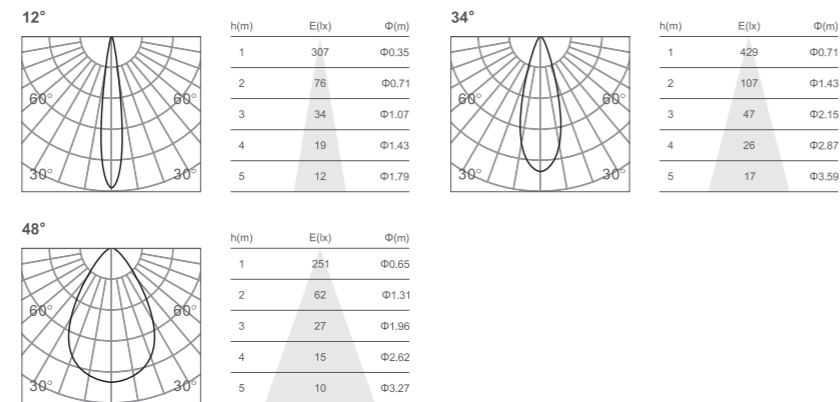 12°
60° 60°
30° 30°
h(m) E(lx) Φ(m)
1 307 Φ0.35
2 76 Φ0.71
3 34 Φ1.07
4 19 Φ1.43
5 12 Φ1.79
34°
60° 60°
30° 30°
h(m) E(lx) Φ(m)
1 429 Φ0.71
2 107 Φ1.43
3 47 Φ2.15
4 26 Φ2.87
5 17 Φ3.59
48°
60° 60°
30° 30°
h(m) E(lx) Φ(m)
1 251 Φ0.65
2 62 Φ1.31
3 27 Φ1.96
4 15 Φ2.62
5 10 Φ3.27